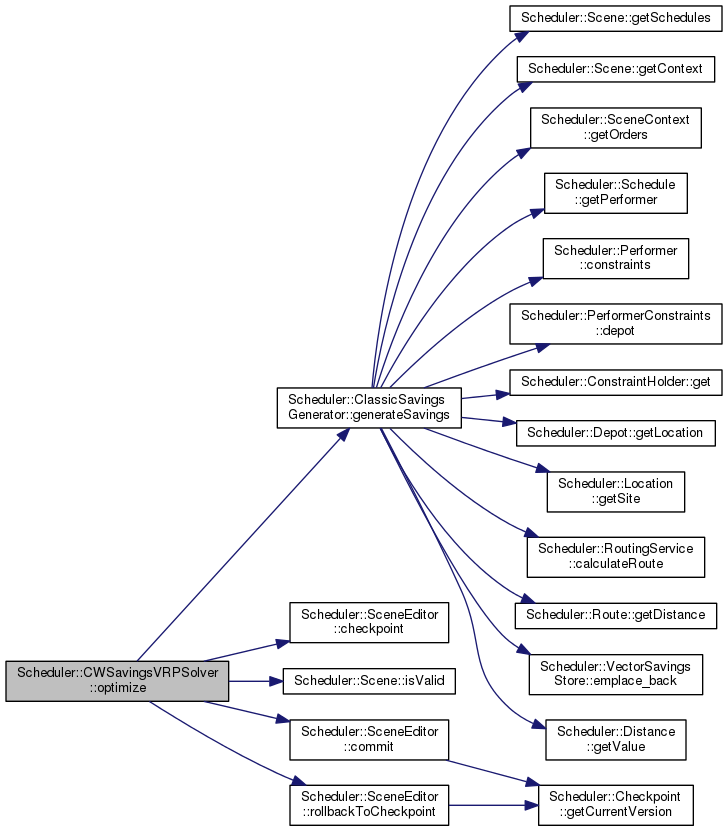 Scheduler::Scene::getSchedules
Scheduler::Scene::getContext
Scheduler::SceneContext
::getOrders
Scheduler::Schedule
::getPerformer
Scheduler::Performer
::constraints
Scheduler::PerformerConstraints
::depot
Scheduler::ClassicSavings
Generator::generateSavings
Scheduler::ConstraintHolder::get
Scheduler::Depot::getLocation
Scheduler::Location
::getSite
Scheduler::RoutingService
::calculateRoute
Scheduler::Route::getDistance
Scheduler::SceneEditor
::checkpoint
Scheduler::VectorSavings
Store::emplace_back
Scheduler::CWSavingsVRPSolver
::optimize
Scheduler::Scene::isValid
Scheduler::SceneEditor
::commit
Scheduler::Distance
::getValue
Scheduler::SceneEditor
::rollbackToCheckpoint
Scheduler::Checkpoint
::getCurrentVersion